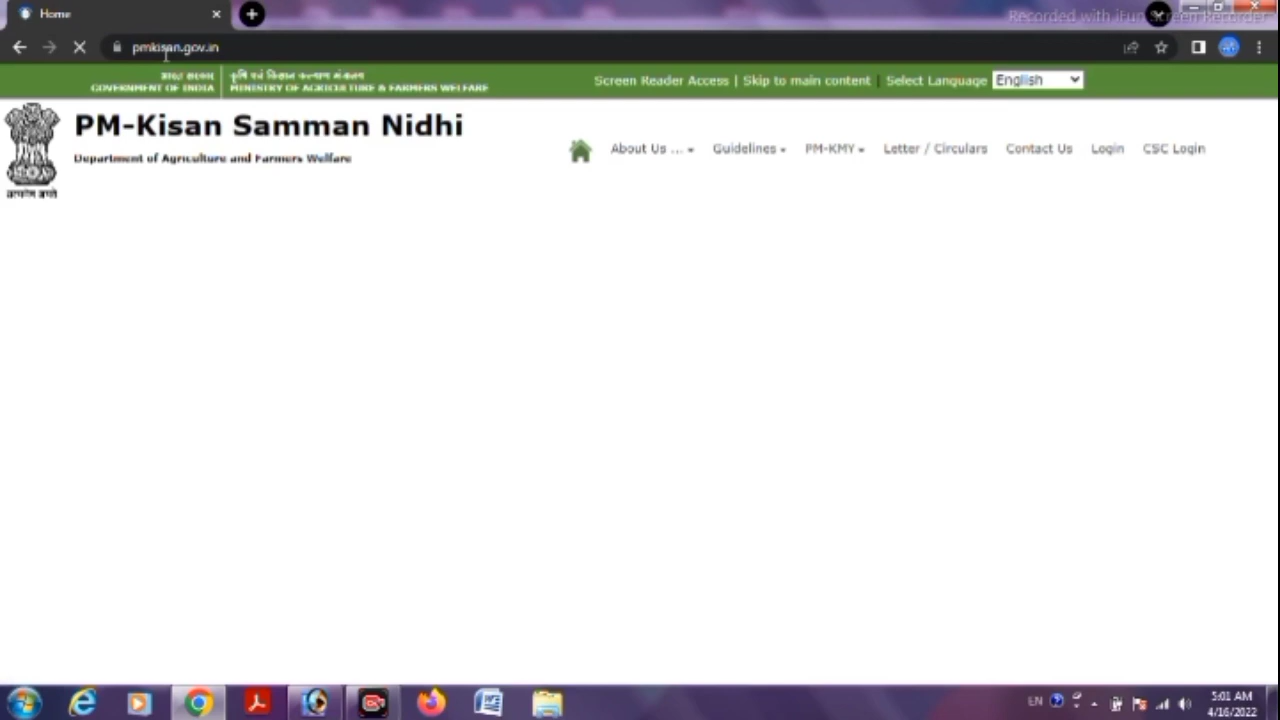 Home
Recorded with iFun Screen Recorder
pmkisan.gov.in
GOVERNMENT OF INDIA
MINISTRY OF AGRICULTURE & FARMERS WELFARE
Screen Reader Access | Skip to main content | Select Language English
PM-Kisan Samman Nidhi
Department of Agriculture and Farmers Welfare
About Us ... Guidelines PM-KMY Letter / Circulars Contact Us Login CSC Login
EN
5:01 AM
4/16/2022